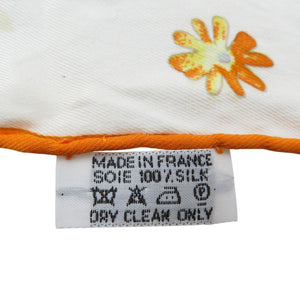 MADE IN FRANCE
SOIE 100% SILK
P
DRY CLEAN ONLY